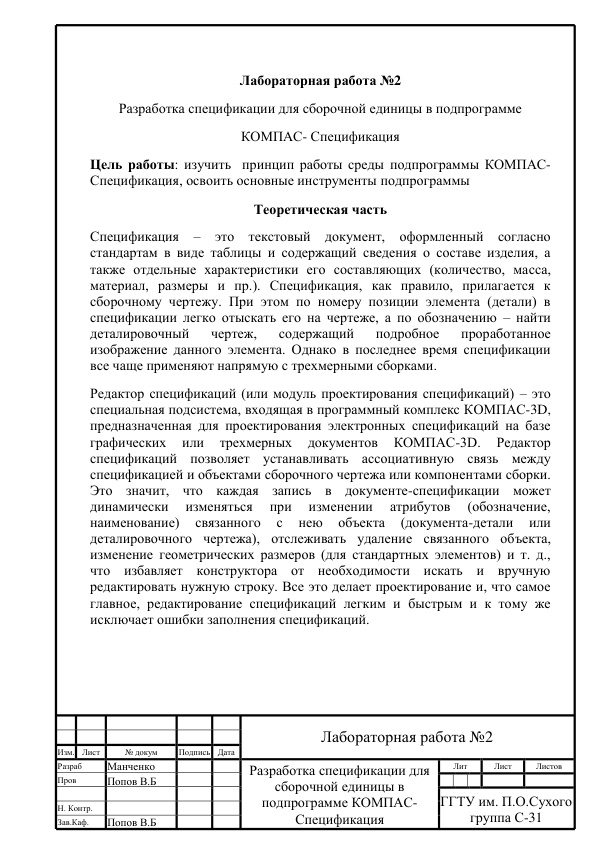 Лабораторная работа №2
Разработка спецификации для сборочной единицы в подпрограмме
КОМПАС- Спецификация
Цель работы: изучить принцип работы среды подпрограммы КОМПАС-
Спецификация, освоить основные инструменты подпрограммы
Теоретическая часть
Спецификация – это текстовый документ, оформленный согласно
стандартам в виде таблицы и содержащий сведения о составе изделия, а
также отдельные характеристики его составляющих (количество, масса,
материал, размеры и пр.). Спецификация, как правило, прилагается к
сборочному чертежу. При этом по номеру позиции элемента (детали) в
спецификации легко отыскать его на чертеже, а по обозначению – найти
деталировочный чертеж, содержащий подробное проработанное
изображение данного элемента. Однако в последнее время спецификации
все чаще применяют напрямую с трехмерными сборками.
Редактор спецификаций (или модуль проектирования спецификаций) – это
специальная подсистема, входящая в программный комплекс КОМПАС-3D,
предназначенная для проектирования электронных спецификаций на базе
графических или трехмерных документов КОМПАС-3D. Редактор
спецификаций позволяет устанавливать ассоциативную связь между
спецификацией и объектами сборочного чертежа или компонентами сборки.
Это значит, что каждая запись в документе-спецификации может
динамически изменяться при изменении атрибутов (обозначение,
наименование) связанного с нею объекта (документа-детали или
деталировочного чертежа), отслеживать удаление связанного объекта,
изменение геометрических размеров (для стандартных элементов) и т. д.,
что избавляет конструктора от необходимости искать и вручную
редактировать нужную строку. Все это делает проектирование и, что самое
главное, редактирование спецификаций легким и быстрым и к тому же
исключает ошибки заполнения спецификаций.
Лабораторная работа №2
Изм. Лист № докум Подпись Дата
Разраб Манченко
Пров Попов В.Б
Н. Контр.
Зав.Каф. Попов В.Б
Разработка спецификации для
сборочной единицы в
подпрограмме КОМПАС-
Спецификация
Лит Лист Листов
ГГТУ им. П.О.Сухого
группа С-31